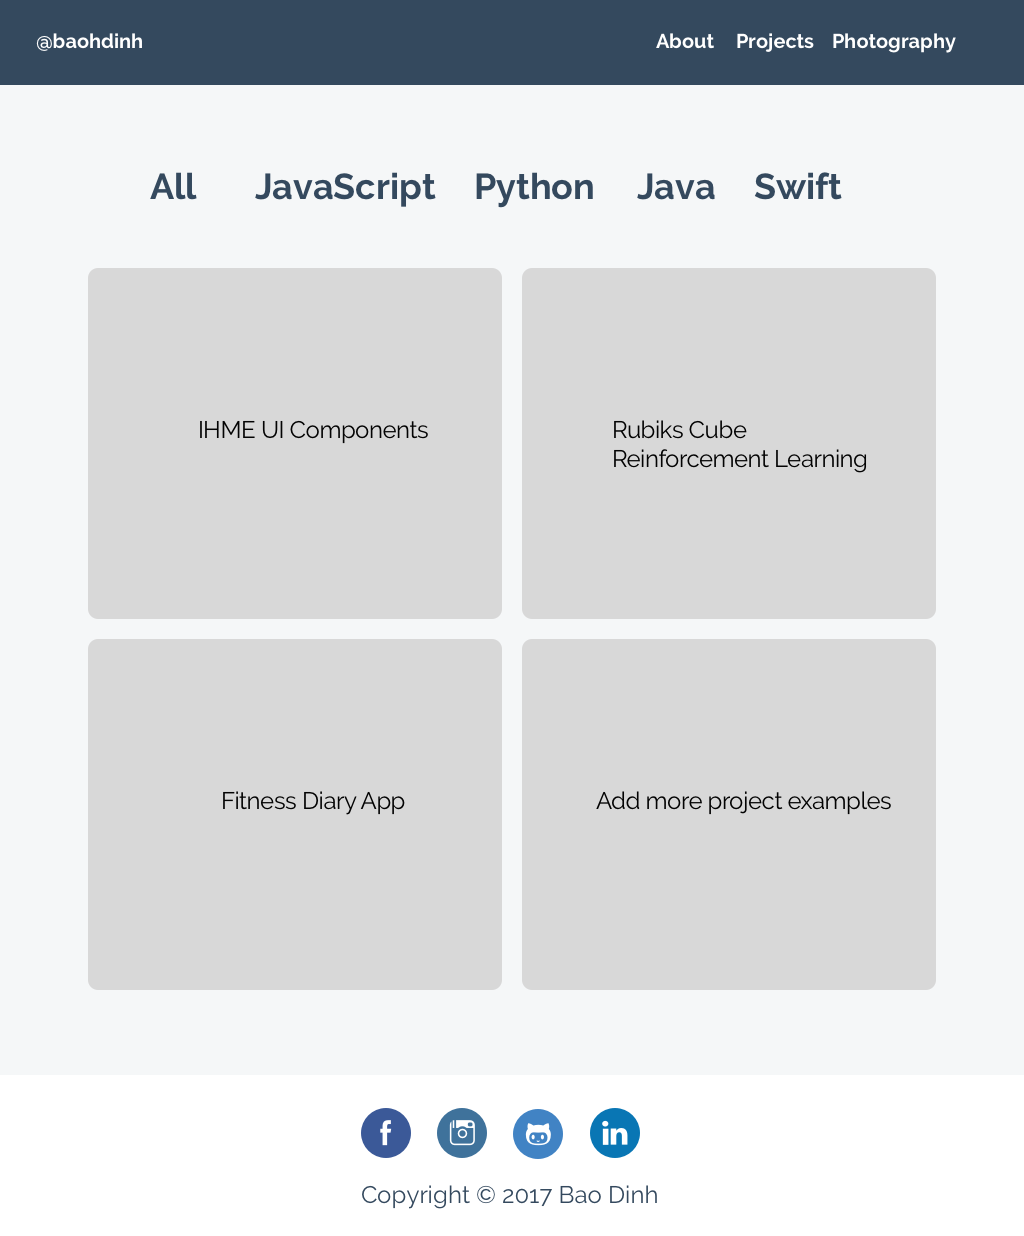 @baohdinh
About Projects Photography
All JavaScript Python Java Swift
IHME UI Components
Rubiks Cube
Reinforcement Learning
Fitness Diary App
Add more project examples
f in
Copyright © 2017 Bao Dinh